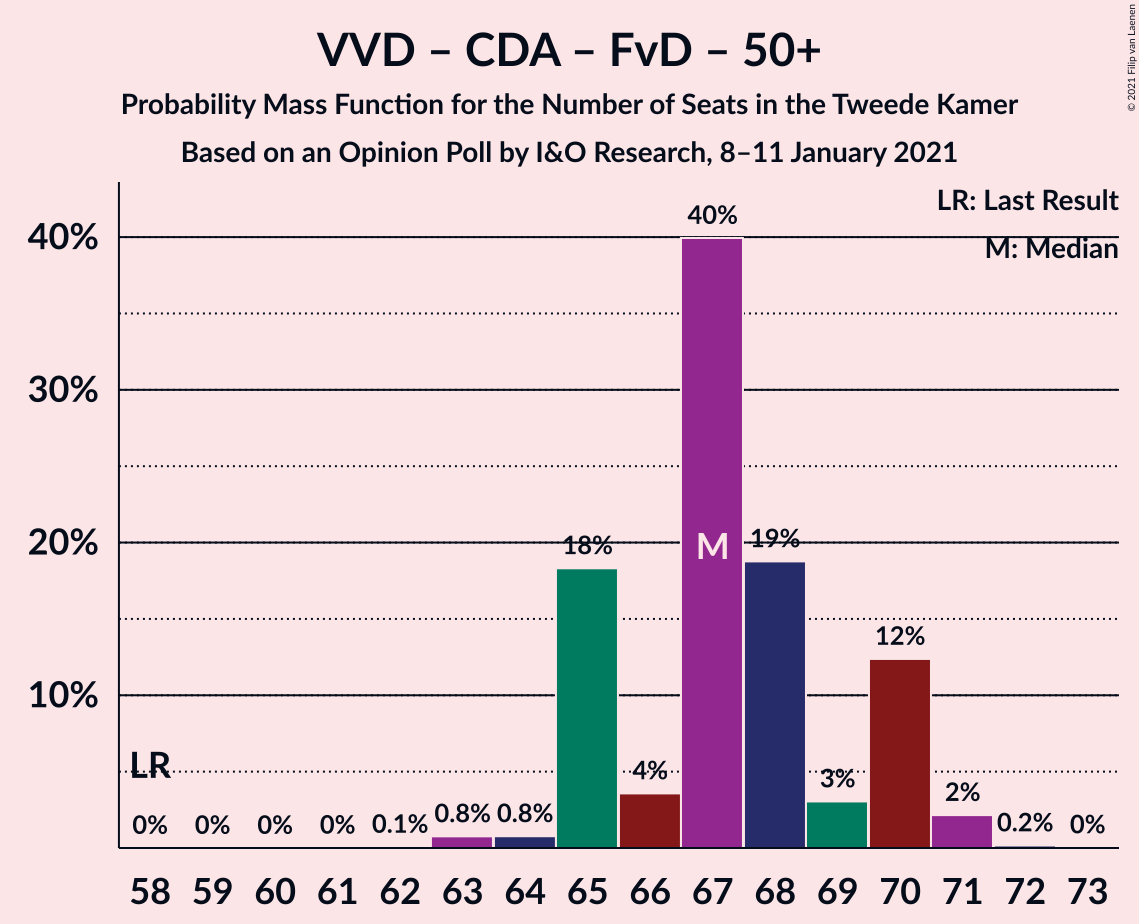 VVD – CDA – FvD – 50+
Probability Mass Function for the Number of Seats in the Tweede Kamer
Based on an Opinion Poll by I&O Research, 8–11 January 2021
© 2021 Filip van Laenen
LR: Last Result
M: Median
40%
30%
20%
10%
LR
M
0% 0% 0% 0% 0.1% 0.8% 0.8% 18% 4% 40% 19% 3% 12% 2% 0.2% 0%
58 59 60 61 62 63 64 65 66 67 68 69 70 71 72 73